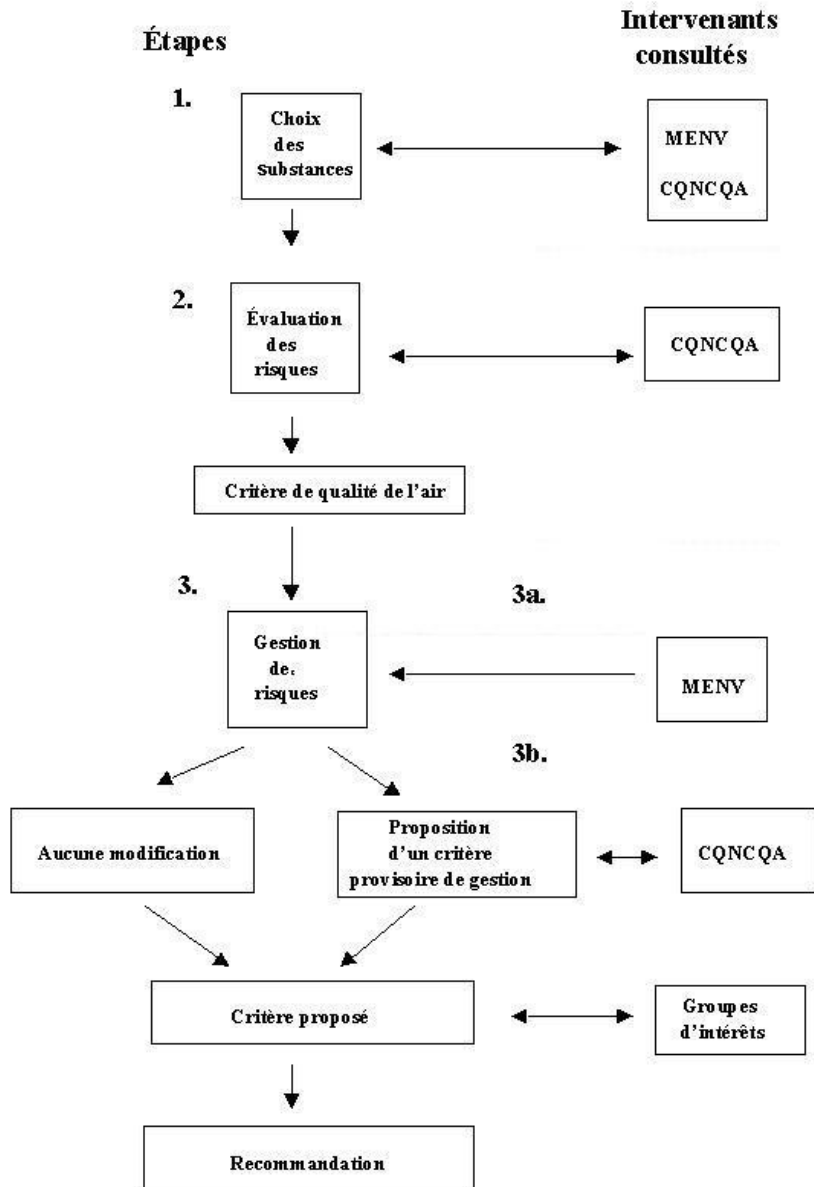 Étapes
Intervenants
consultés
1.
Choix
des
Substances
MENV
CQNCQA
2.
Évaluation
des
risques
CQNCQA
Critère de qualité de l'air
3.
3a.
Gestion
de.
risques
MENV
3b.
Aucune modification
Proposition
d'un critère
provisoire de gestion
CQNCQA
Critère proposé
Groupes
d'intérêts
Recommandation